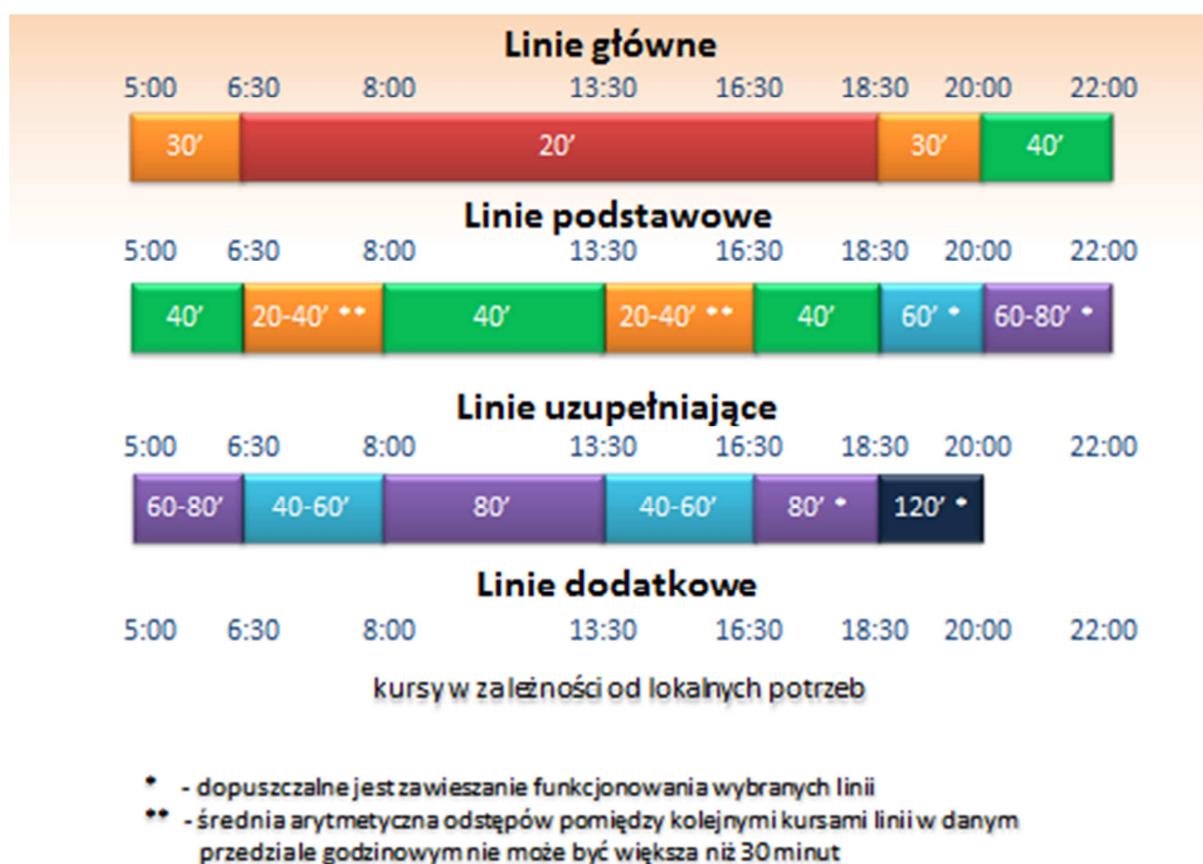 Linie główne
5:00 6:30 8:00 13:30 16:30 18:30 20:00 22:00
30′ 20′ 30′ 40′
Linie podstawowe
5:00 6:30 8:00 13:30 16:30 18:30 20:00 22:00
40′ 20-40′ ** 40′ 20-40′ ** 40′ 60′ * 60-80′ *
Linie uzupełniające
5:00 6:30 8:00 13:30 16:30 18:30 20:00 22:00
60-80′ 40-60′ 80′ 40-60′ 80′ * 120′ *
Linie dodatkowe
5:00 6:30 8:00 13:30 16:30 18:30 20:00 22:00
kursy w zależności od lokalnych potrzeb
* - dopuszczalne jest zawieszanie funkcjonowania wybranych linii
** - średnia arytmetyczna odstępów pomiędzy kolejnymi kursami linii w danym
przedziale godzinowym nie może być większa niż 30 minut